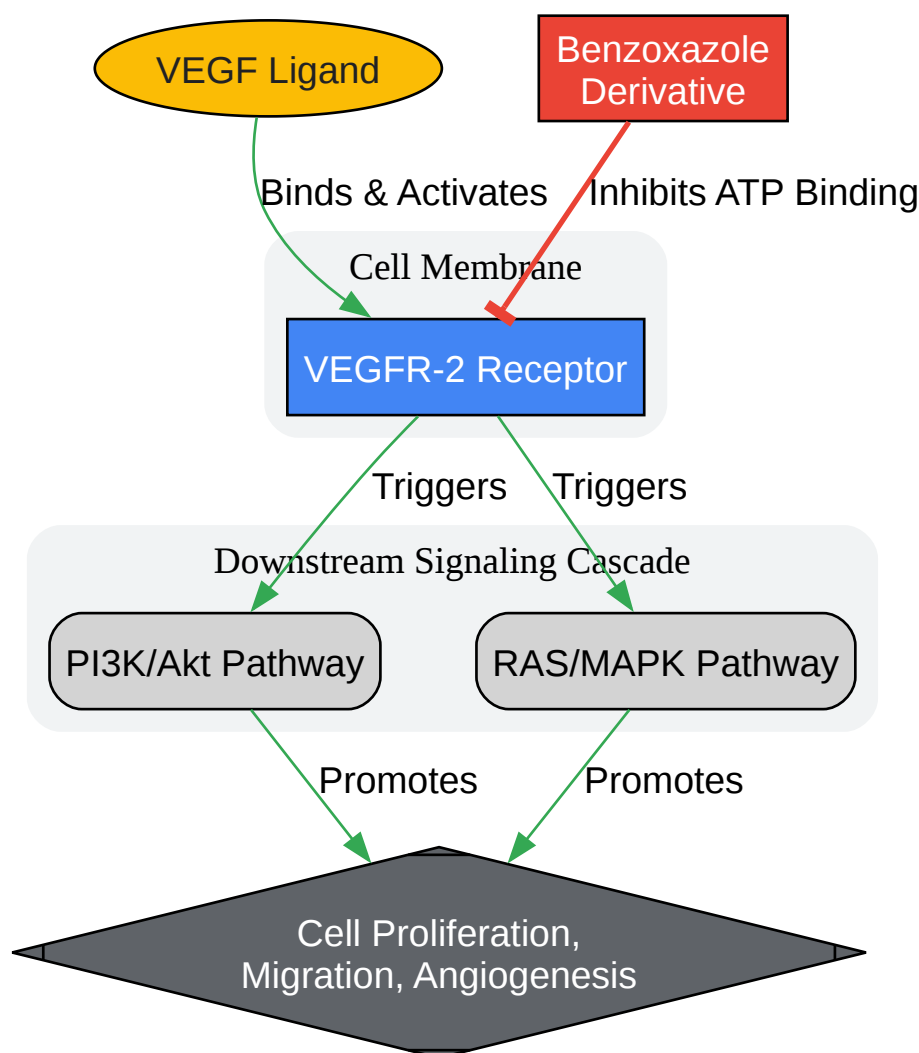 VEGF Ligand
Benzoxazole
Derivative
Binds & Activates
Inhibits ATP Binding
Cell Membrane
VEGFR-2 Receptor
Triggers
Triggers
Downstream Signaling Cascade
PI3K/Akt Pathway
RAS/MAPK Pathway
Promotes
Promotes
Cell Proliferation,
Migration, Angiogenesis